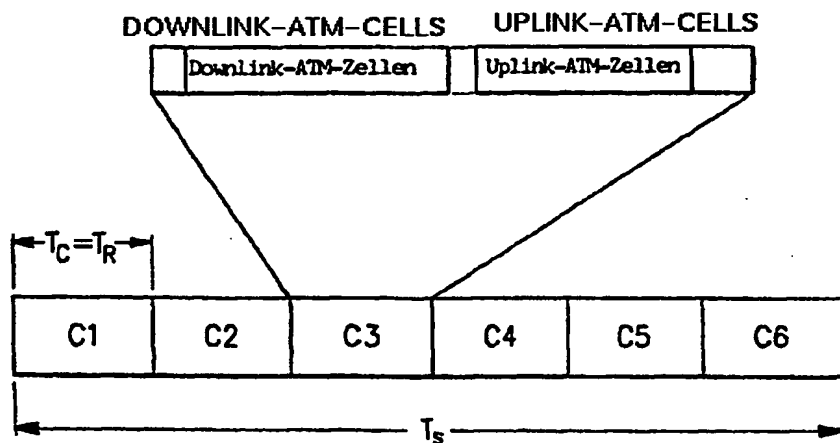 DOWNLINK-ATM-CELLS UPLINK-ATM-CELLS
Downlink-ATM-Zellen Uplink-ATM-Zellen
T_C=T_R
C1 C2 C3 C4 C5 C6
T_s